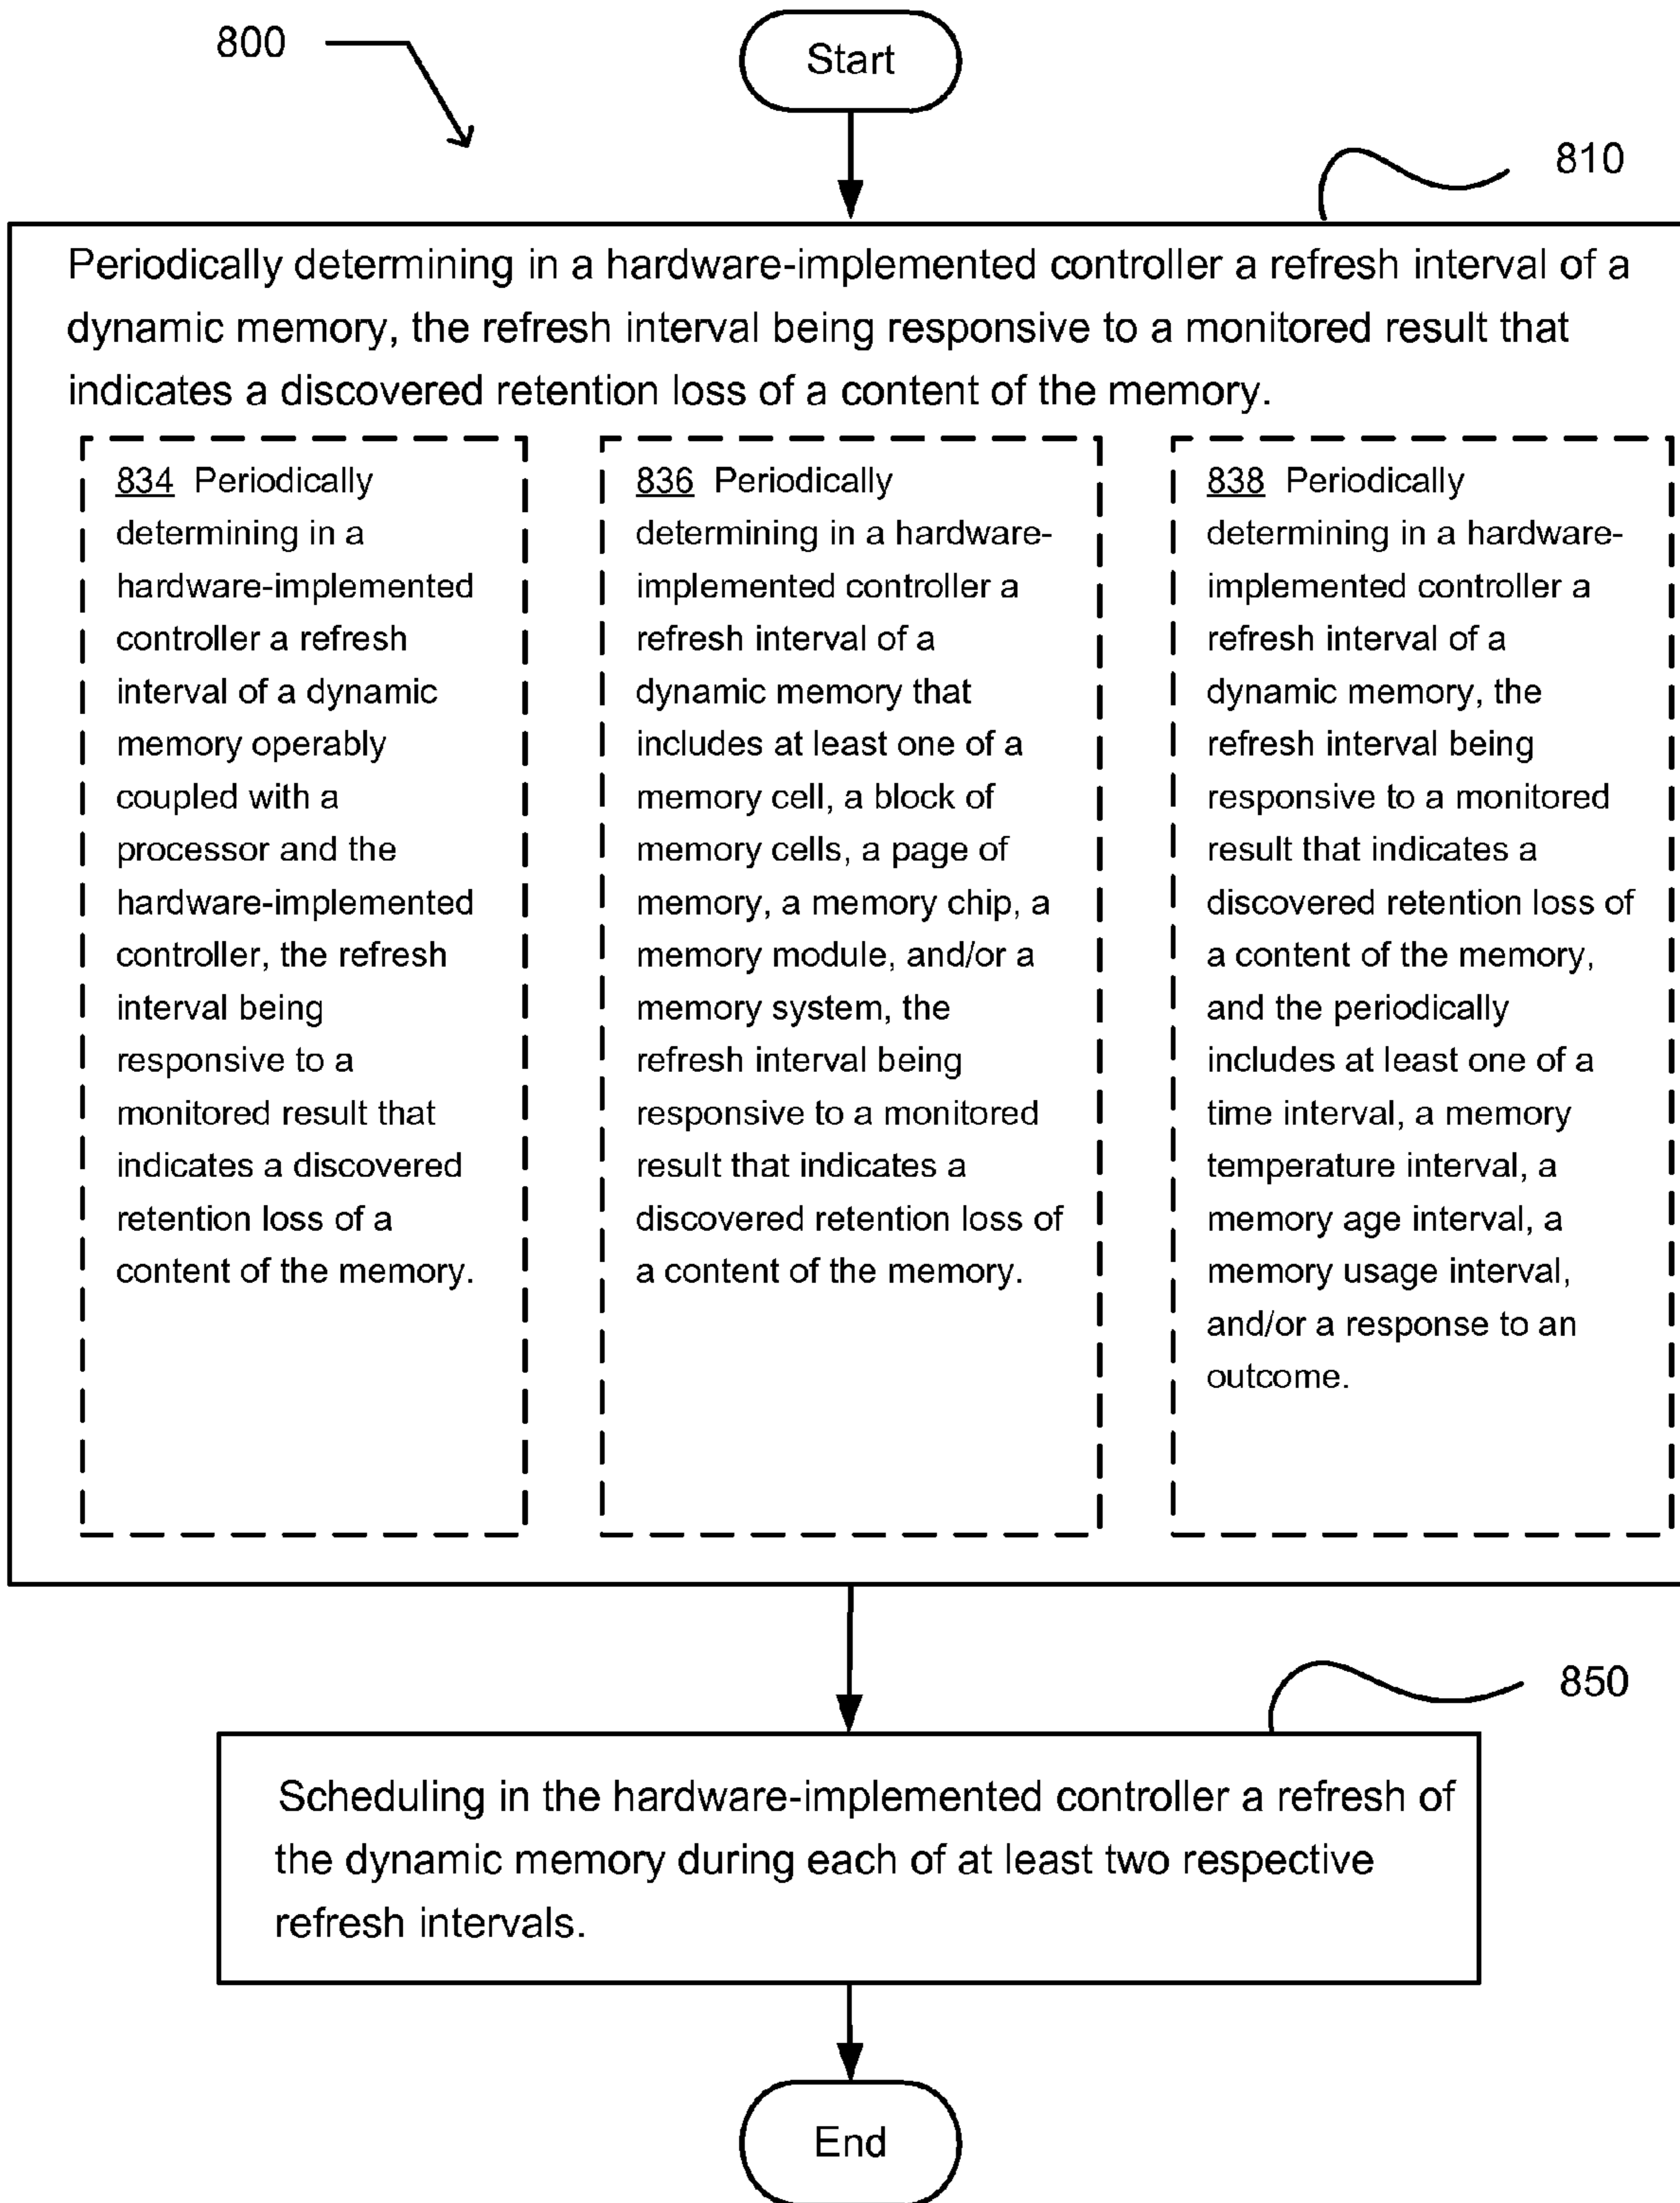 800
Start
810
Periodically determining in a hardware-implemented controller a refresh interval of a
dynamic memory, the refresh interval being responsive to a monitored result that
indicates a discovered retention loss of a content of the memory.
834 Periodically
determining in a
hardware-implemented
controller a refresh
interval of a dynamic
memory operably
coupled with a
processor and the
hardware-implemented
controller, the refresh
interval being
responsive to a
monitored result that
indicates a discovered
retention loss of a
content of the memory.
836 Periodically
determining in a hardware-
implemented controller a
refresh interval of a
dynamic memory that
includes at least one of a
memory cell, a block of
memory cells, a page of
memory, a memory chip, a
memory module, and/or a
memory system, the
refresh interval being
responsive to a monitored
result that indicates a
discovered retention loss of
a content of the memory.
838 Periodically
determining in a hardware-
implemented controller a
refresh interval of a
dynamic memory, the
refresh interval being
responsive to a monitored
result that indicates a
discovered retention loss of
a content of the memory,
and the periodically
includes at least one of a
time interval, a memory
temperature interval, a
memory age interval, a
memory usage interval,
and/or a response to an
outcome.
850
Scheduling in the hardware-implemented controller a refresh of
the dynamic memory during each of at least two respective
refresh intervals.
End